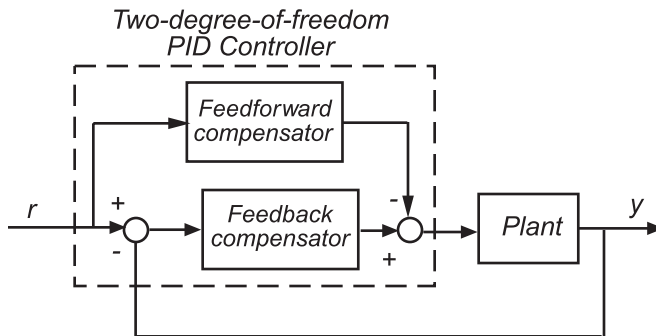 Two-degree-of-freedom
PID Controller
Feedforward
compensator
r
+
-
Feedback
compensator
-
+
Plant
y